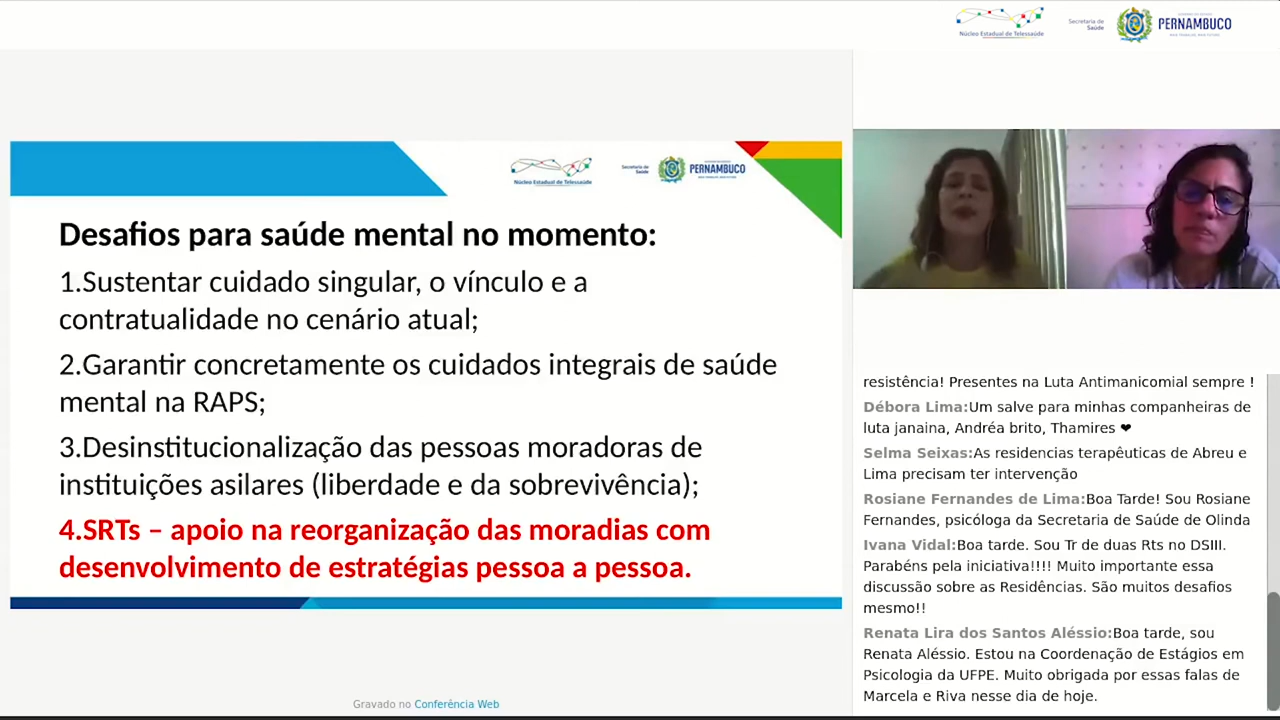 Núcleo Estadual de Telessaúde
Secretaria de
Saúde
PERNAMBUCO
Núcleo Estadual de Telessaúde
Secretaria de
Saúde
PERNAMBUCO
Desafios para saúde mental no momento:
1.Sustentar cuidado singular, o vínculo e a
contratualidade no cenário atual;
2.Garantir concretamente os cuidados integrais de saúde
mental na RAPS;
3.Desinstitucionalização das pessoas moradoras de
instituições asilares (liberdade e da sobrevivência);
4.SRTs – apoio na reorganização das moradias com
desenvolvimento de estratégias pessoa a pessoa.
resistência! Presentes na Luta Antimanicomial sempre !
Débora Lima:Um salve para minhas companheiras de
luta janaina, Andréa brito, Thamires ❤
Selma Seixas:As residencias terapêuticas de Abreu e
Lima precisam ter intervenção
Rosiane Fernandes de Lima:Boa Tarde! Sou Rosiane
Fernandes, psicóloga da Secretaria de Saúde de Olinda
Ivana Vidal:Boa tarde. Sou Tr de duas Rts no DSIII.
Parabéns pela iniciativa!!!! Muito importante essa
discussão sobre as Residências. São muitos desafios
mesmo!!
Renata Lira dos Santos Aléssio:Boa tarde, sou
Renata Aléssio. Estou na Coordenação de Estágios em
Psicologia da UFPE. Muito obrigada por essas falas de
Marcela e Riva nesse dia de hoje.
Gravado no Conferência Web